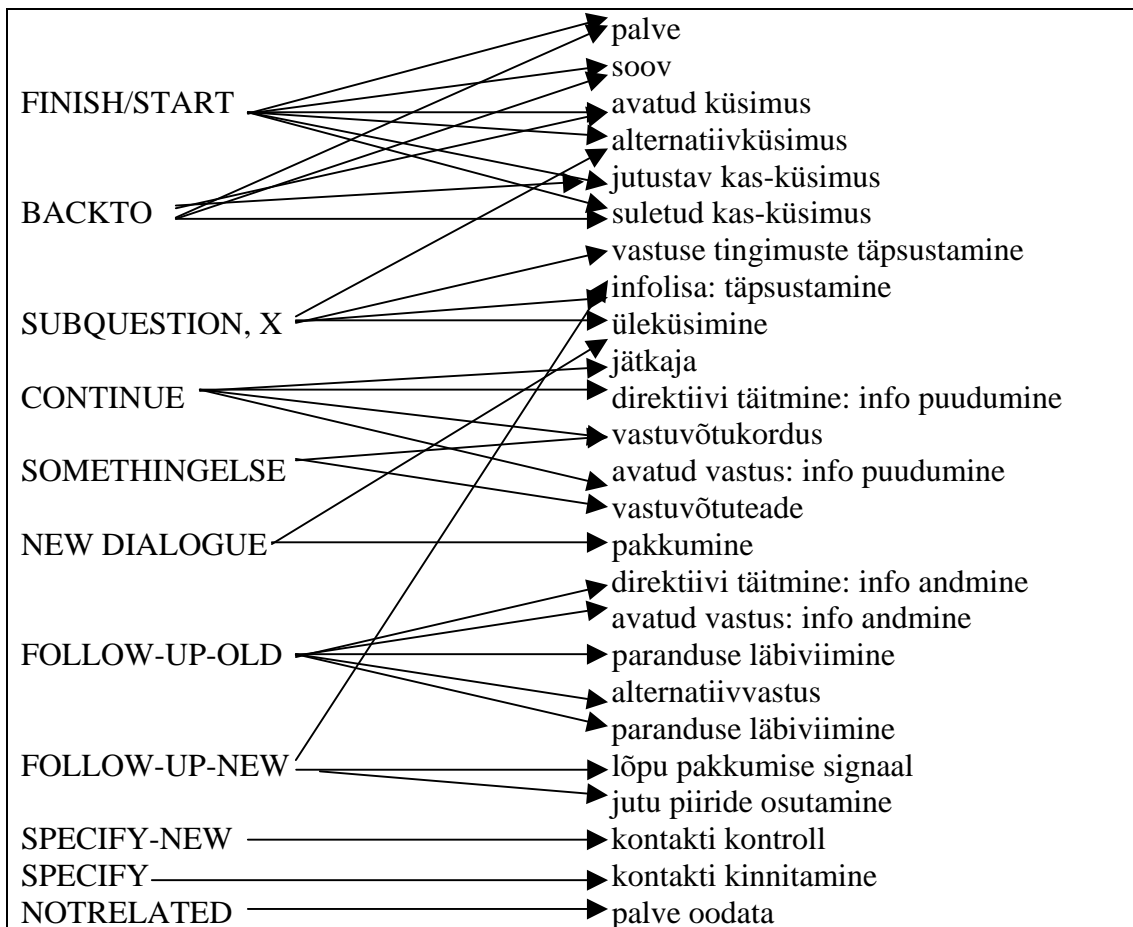 palve
soov
FINISH/START
avatud küsimus
alternatiivküsimus
jutustav kas-küsimus
BACKTO
suletud kas-küsimus
vastuse tingimuste täpsustamine
infolisa: täpsustamine
SUBQUESTION, X
üleküsimine
jätkaja
CONTINUE
direktiivi täitmine: info puudumine
vastuvõtukordus
SOMETHINGELSE
avatud vastus: info puudumine
vastuvõtuteade
NEW DIALOGUE
pakkumine
direktiivi täitmine: info andmine
avatud vastus: info andmine
FOLLOW-UP-OLD
paranduse läbiviimine
alternatiivvastus
paranduse läbiviimine
FOLLOW-UP-NEW
lõpu pakkumise signaal
jutu piiride osutamine
SPECIFY-NEW
kontakti kontroll
SPECIFY
kontakti kinnitamine
NOTRELATED
palve oodata